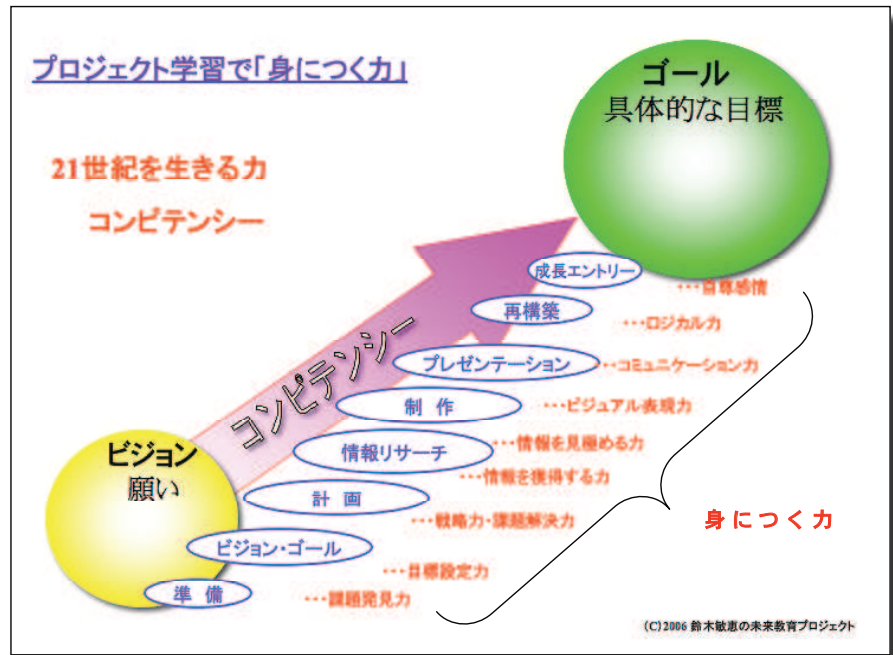 プロジェクト学習で「身につく力」
ゴール
具体的な目標
21世紀を生きる力
コンピテンシー
成長エントリー
・・・自尊感情
再構築
・・・ロジカル力
コンピテンシー
プレゼンテーション
・・・コミュニケーション力
制 作
・・・ビジュアル表現力
ビジョン
願い
情報リサーチ
・・・情報を見極める力
・・・情報を獲得する力
計 画
・・・戦略力・課題解決力
身につく力
ビジョン・ゴール
・・・目標設定力
準 備
・・・課題発見力
(C)2006 鈴木敏恵の未来教育プロジェクト